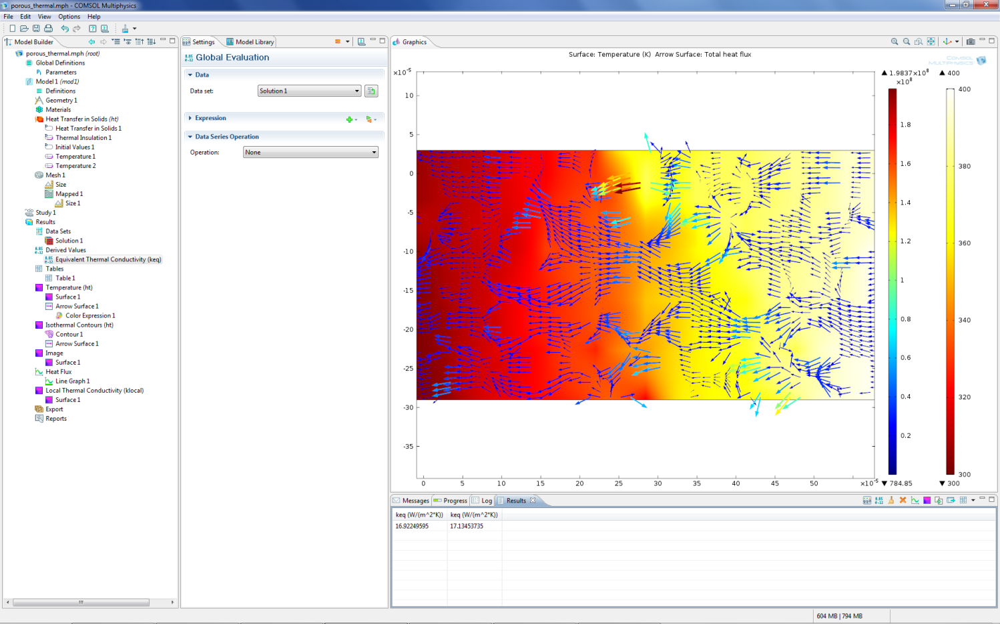 porous_thermal.mph - COMSOL Multiphysics
File Edit View Options Help
Model Builder
porous_thermal.mph (root)
Global Definitions
Parameters
Model 1 (mod1)
Definitions
Geometry 1
Materials
Heat Transfer in Solids (ht)
Heat Transfer in Solids 1
Thermal Insulation 1
Initial Values 1
Temperature 1
Temperature 2
Mesh 1
Size
Mapped 1
Size 1
Study 1
Results
Data Sets
Solution 1
Derived Values
Equivalent Thermal Conductivity (keq)
Tables
Table 1
Temperature (ht)
Surface 1
Arrow Surface 1
Color Expression 1
Isothermal Contours (ht)
Contour 1
Arrow Surface 1
Image
Surface 1
Heat Flux
Line Graph 1
Local Thermal Conductivity (klocal)
Surface 1
Export
Reports
Settings Model Library
Global Evaluation
Data
Data set: Solution 1
Expression
Data Series Operation
Operation: None
Graphics
Surface: Temperature (K) Arrow Surface: Total heat flux
COMSOL
MULTIPHYSICS
×10⁻⁵
10
5
0
-5
-10
-15
-20
-25
-30
-35
0 5 10 15 20 25 30 35 40 45 50 ×10⁻⁵
▲ 1.9837×10⁸
×10⁸
1.8
1.6
1.4
1.2
1
0.8
0.6
0.4
0.2
▼ 784.85
▲ 400
400
380
360
340
320
300
▼ 300
Messages Progress Log Results
keq (W/(m^2*K)) keq (W/(m^2*K))
16.92249595 17.13453735
604 MB | 794 MB